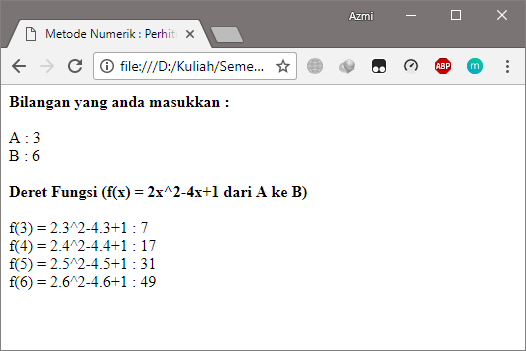 Azmi
Metode Numerik : Perhit
file:///D:/Kuliah/Seme...
ABP
m
Bilangan yang anda masukkan :
A : 3
B : 6
Deret Fungsi (f(x) = 2x^2-4x+1 dari A ke B)
f(3) = 2.3^2-4.3+1 : 7
f(4) = 2.4^2-4.4+1 : 17
f(5) = 2.5^2-4.5+1 : 31
f(6) = 2.6^2-4.6+1 : 49